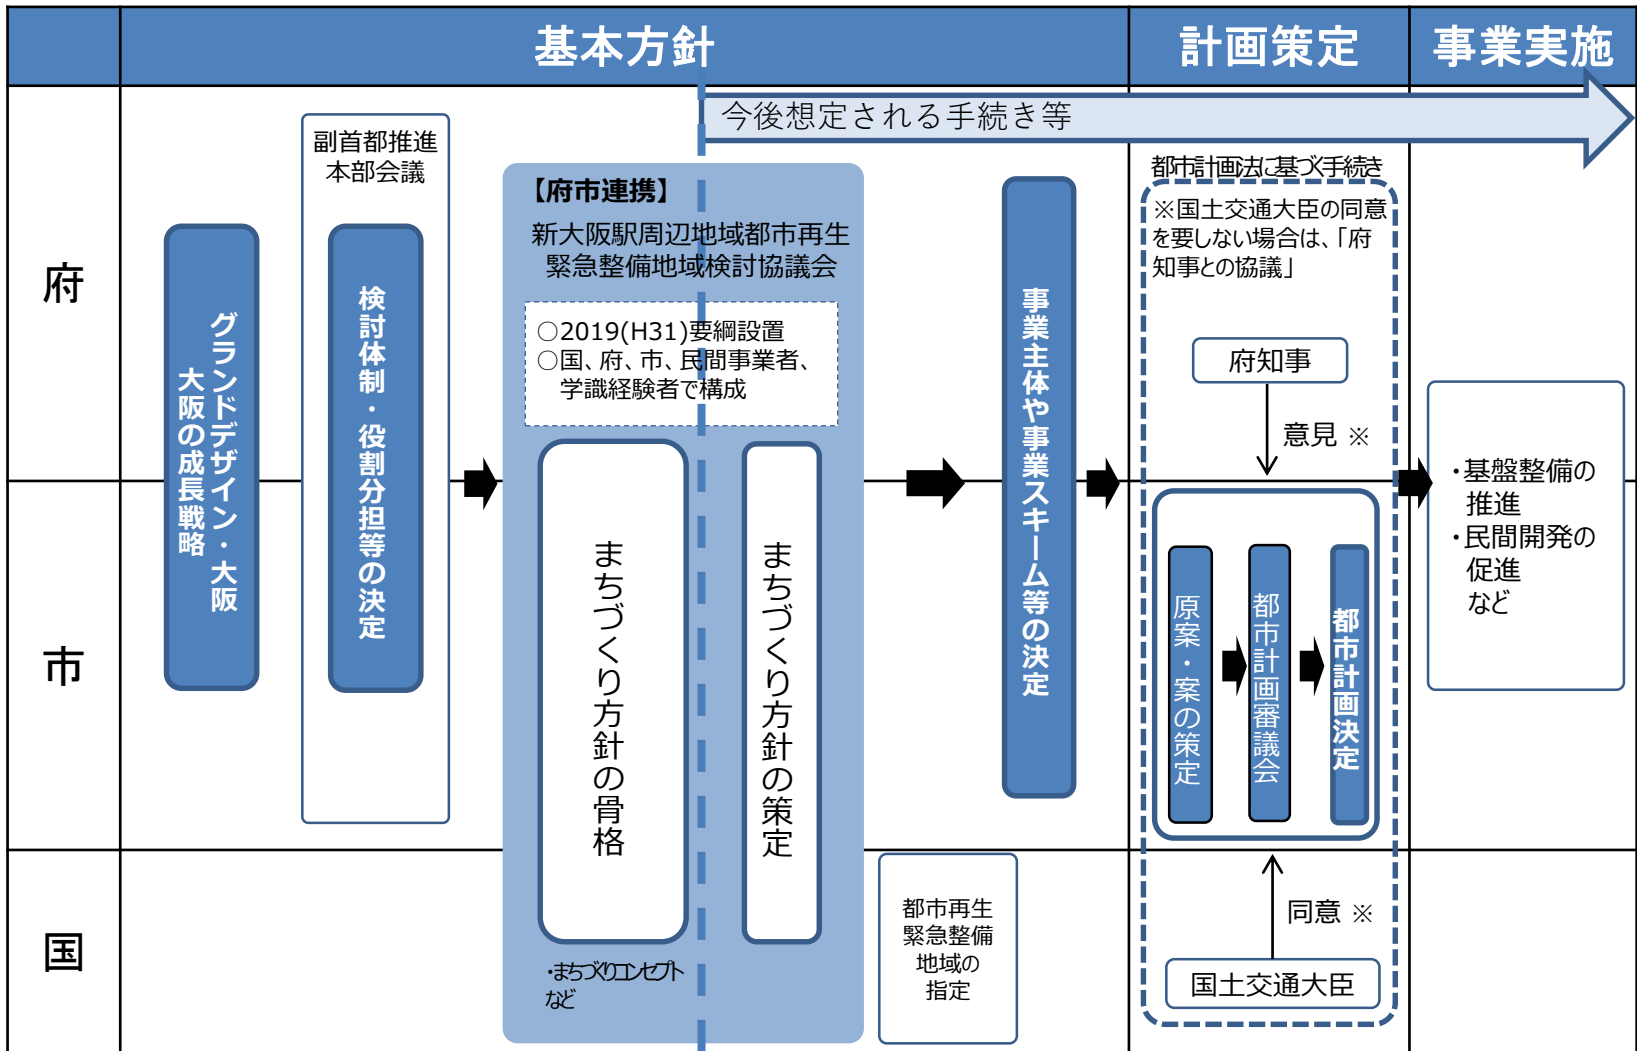 基本方針
計画策定
事業実施
今後想定される手続き等
府
市
国
グランドデザイン・大阪
大阪の成長戦略
副首都推進
本部会議
検討体制・役割分担等の決定
【府市連携】
新大阪駅周辺地域都市再生
緊急整備地域検討協議会
○2019(H31)要綱設置
○国、府、市、民間事業者、
学識経験者で構成
まちづくり方針の骨格
・まちづくりコンセプト
など
まちづくり方針の策定
都市再生
緊急整備
地域の
指定
事業主体や事業スキーム等の決定
都市計画法に基づく手続き
※国土交通大臣の同意
を要しない場合は、「府
知事との協議」
府知事
意見 ※
原案・案の策定
都市計画審議会
都市計画決定
同意 ※
国土交通大臣
・基盤整備の
推進
・民間開発の
促進
など